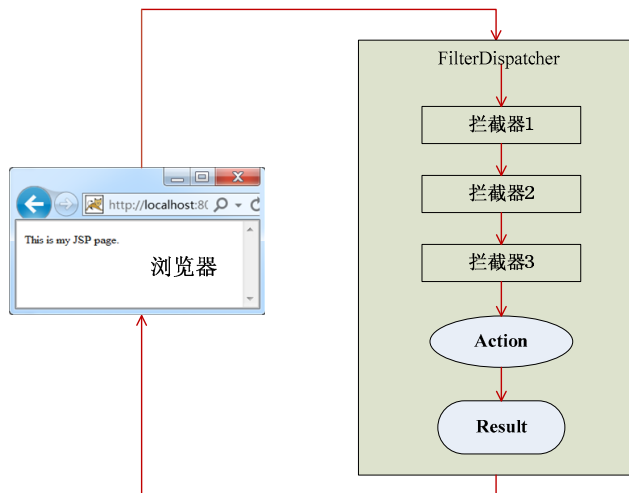 FilterDispatcher
拦截器1
拦截器2
拦截器3
Action
Result
http://localhost:80
This is my JSP page.
浏览器